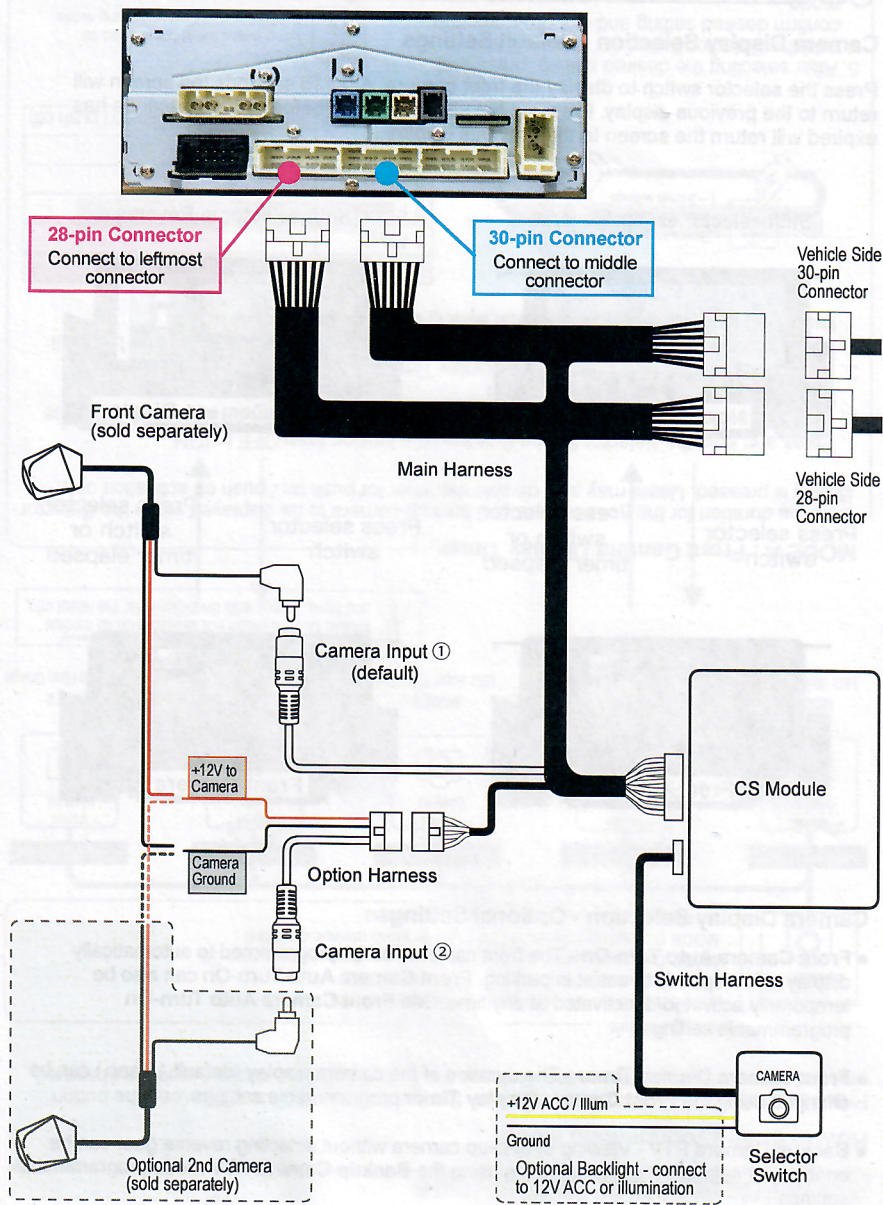 28-pin Connector
Connect to leftmost
connector
30-pin Connector
Connect to middle
connector
Vehicle Side
30-pin
Connector
Front Camera
(sold separately)
Main Harness
Vehicle Side
28-pin
Connector
Camera Input ①
(default)
+12V to
Camera
CS Module
Camera
Ground
Option Harness
Camera Input ②
Switch Harness
CAMERA
+12V ACC / Illum
Ground
Optional Backlight - connect
to 12V ACC or illumination
Selector
Switch
Optional 2nd Camera
(sold separately)